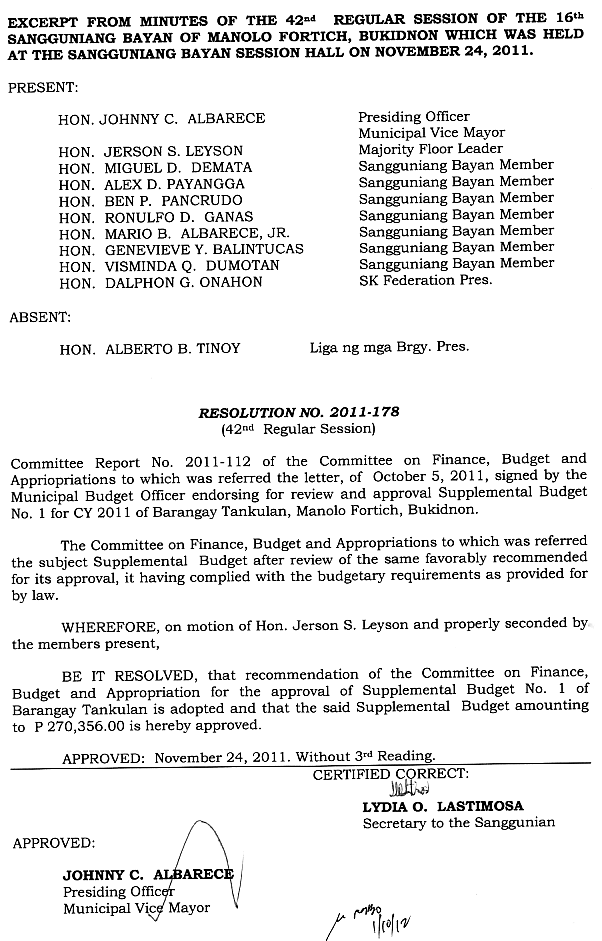 EXCERPT FROM MINUTES OF THE 42nd REGULAR SESSION OF THE 16th
SANGGUNIANG BAYAN OF MANOLO FORTICH, BUKIDNON WHICH WAS HELD
AT THE SANGGUNIANG BAYAN SESSION HALL ON NOVEMBER 24, 2011.
PRESENT:
HON. JOHNNY C. ALBARECE Presiding Officer
Municipal Vice Mayor
HON. JERSON S. LEYSON Majority Floor Leader
HON. MIGUEL D. DEMATA Sangguniang Bayan Member
HON. ALEX D. PAYANGGA Sangguniang Bayan Member
HON. BEN P. PANCRUDO Sangguniang Bayan Member
HON. RONULFO D. GANAS Sangguniang Bayan Member
HON. MARIO B. ALBARECE, JR. Sangguniang Bayan Member
HON. GENEVIEVE Y. BALINTUCAS Sangguniang Bayan Member
HON. VISMINDA Q. DUMOTAN Sangguniang Bayan Member
HON. DALPHON G. ONAHON SK Federation Pres.
ABSENT:
HON. ALBERTO B. TINOY Liga ng mga Brgy. Pres.
RESOLUTION NO. 2011-178
(42nd Regular Session)
Committee Report No. 2011-112 of the Committee on Finance, Budget and
Appriopriations to which was referred the letter, of October 5, 2011, signed by the
Municipal Budget Officer endorsing for review and approval Supplemental Budget
No. 1 for CY 2011 of Barangay Tankulan, Manolo Fortich, Bukidnon.
The Committee on Finance, Budget and Appropriations to which was referred
the subject Supplemental Budget after review of the same favorably recommended
for its approval, it having complied with the budgetary requirements as provided for
by law.
WHEREFORE, on motion of Hon. Jerson S. Leyson and properly seconded by
the members present,
BE IT RESOLVED, that recommendation of the Committee on Finance,
Budget and Appropriation for the approval of Supplemental Budget No. 1 of
Barangay Tankulan is adopted and that the said Supplemental Budget amounting
to P 270,356.00 is hereby approved.
APPROVED: November 24, 2011. Without 3rd Reading.
CERTIFIED CORRECT:
LYDIA O. LASTIMOSA
Secretary to the Sanggunian
APPROVED:
JOHNNY C. ALBARECE
Presiding Officer
Municipal Vice Mayor
1/10/12